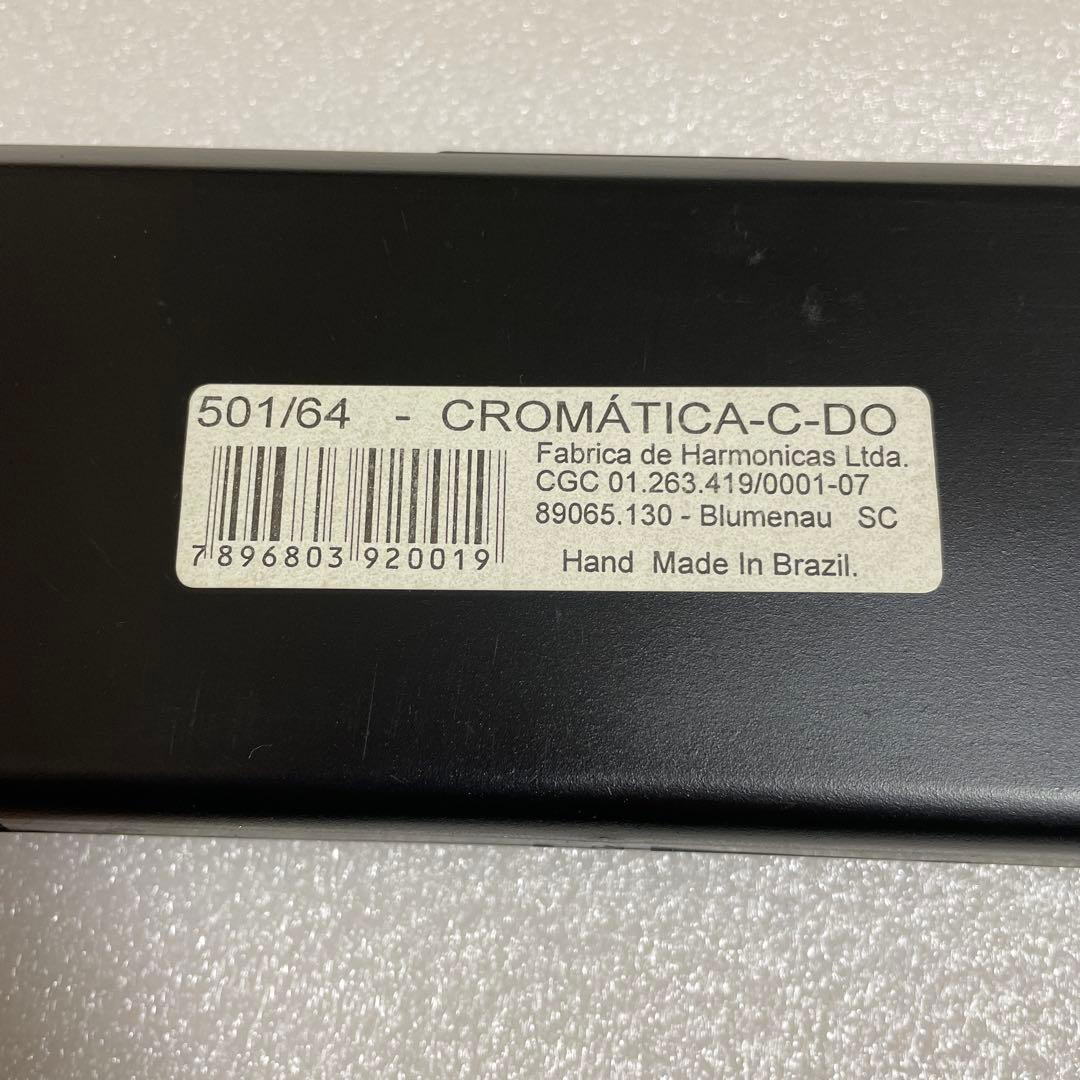 501/64 - CROMÁTICA-C-DO
Fabrica de Harmonicas Ltda.
CGC 01.263.419/0001-07
89065.130 - Blumenau SC
Hand Made In Brazil.
7 896803 920019